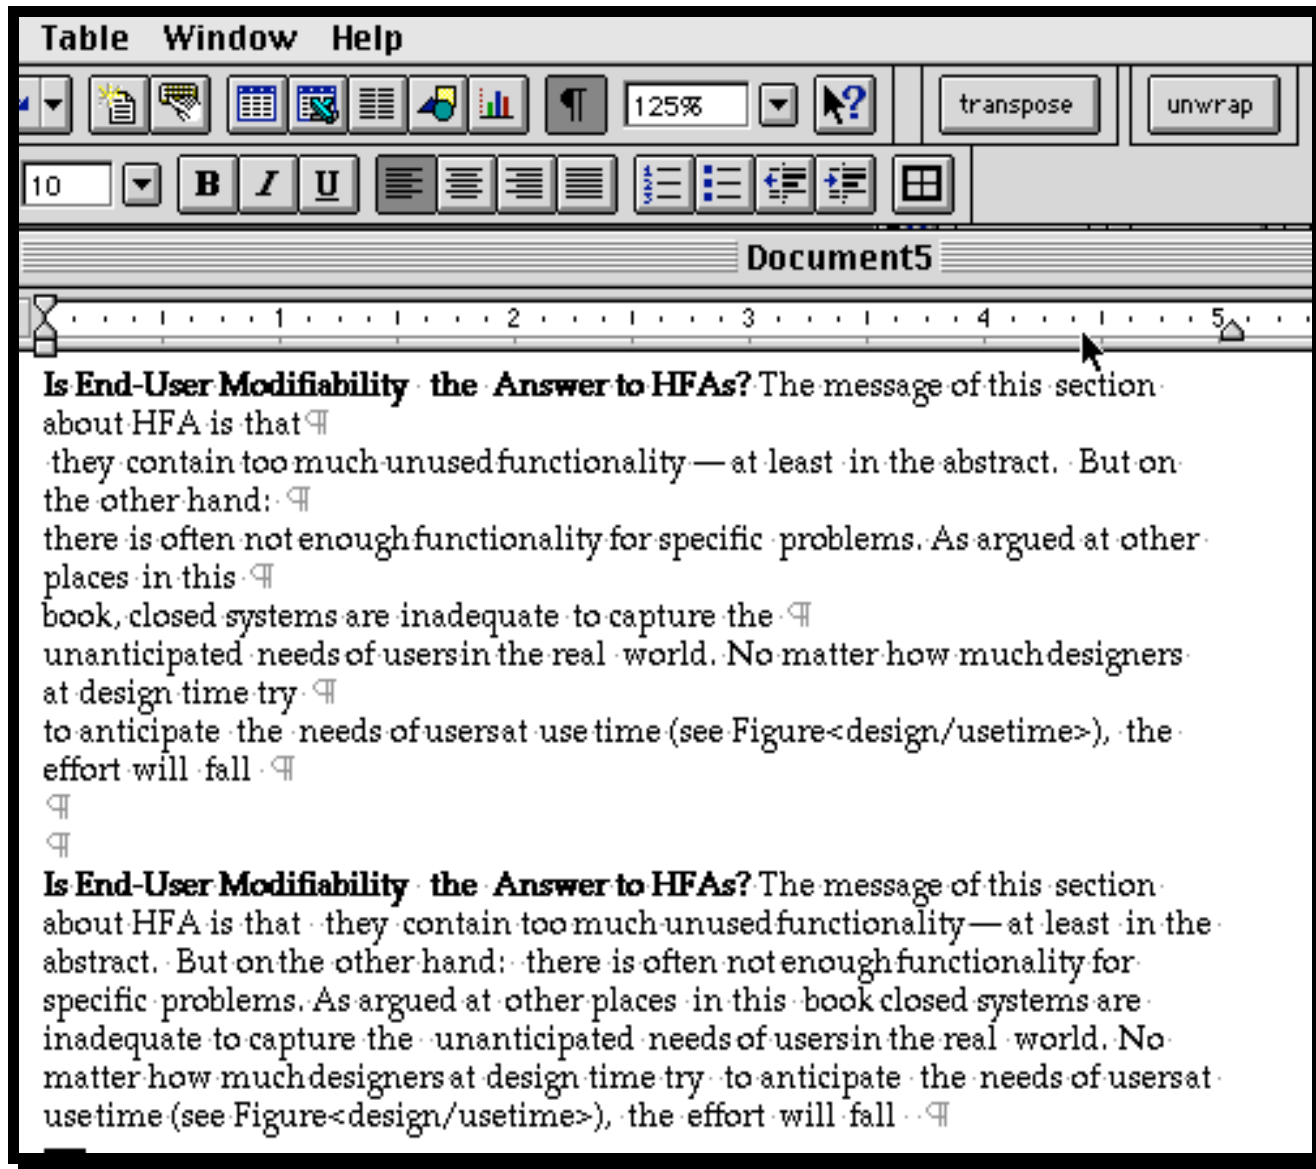 Table Window Help
¶ 125% ? transpose unwrap
10 B I U 1 2 3
Document5
1 2 3 4 5
Is End-User Modifiability the Answer to HFAs? The message of this section
about HFA is that¶
they contain too much unused functionality — at least in the abstract. But on
the other hand: ¶
there is often not enough functionality for specific problems. As argued at other
places in this ¶
book, closed systems are inadequate to capture the ¶
unanticipated needs of users in the real world. No matter how much designers
at design time try ¶
to anticipate the needs of users at use time (see Figure<design/usetime>), the
effort will fall ¶
¶
¶
Is End-User Modifiability the Answer to HFAs? The message of this section
about HFA is that they contain too much unused functionality — at least in the
abstract. But on the other hand: there is often not enough functionality for
specific problems. As argued at other places in this book closed systems are
inadequate to capture the unanticipated needs of users in the real world. No
matter how much designers at design time try to anticipate the needs of users at
use time (see Figure<design/usetime>), the effort will fall ¶